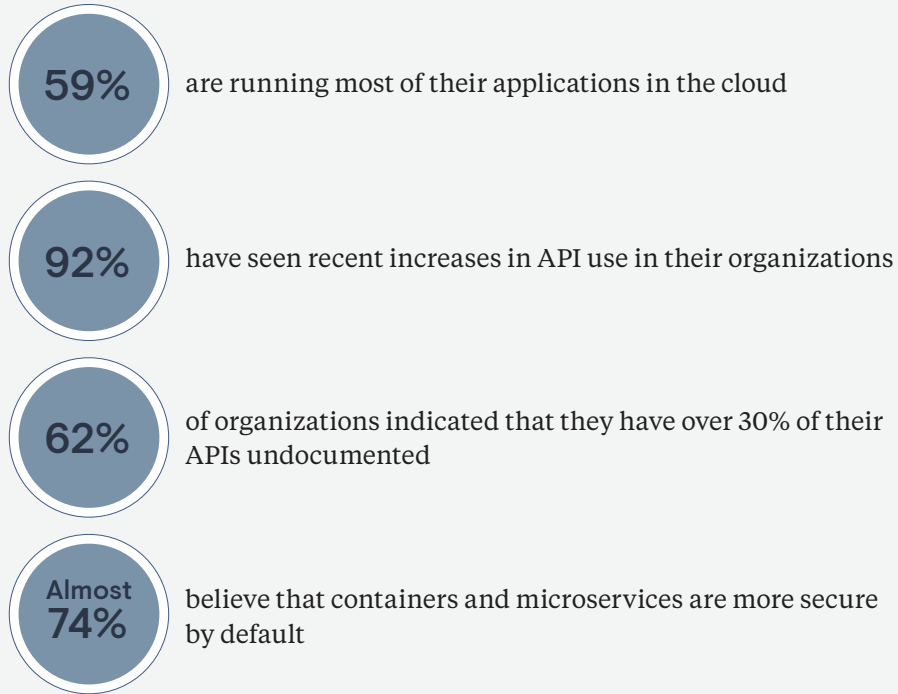 59%
are running most of their applications in the cloud
92%
have seen recent increases in API use in their organizations
62%
of organizations indicated that they have over 30% of their
APIs undocumented
Almost
74%
believe that containers and microservices are more secure
by default